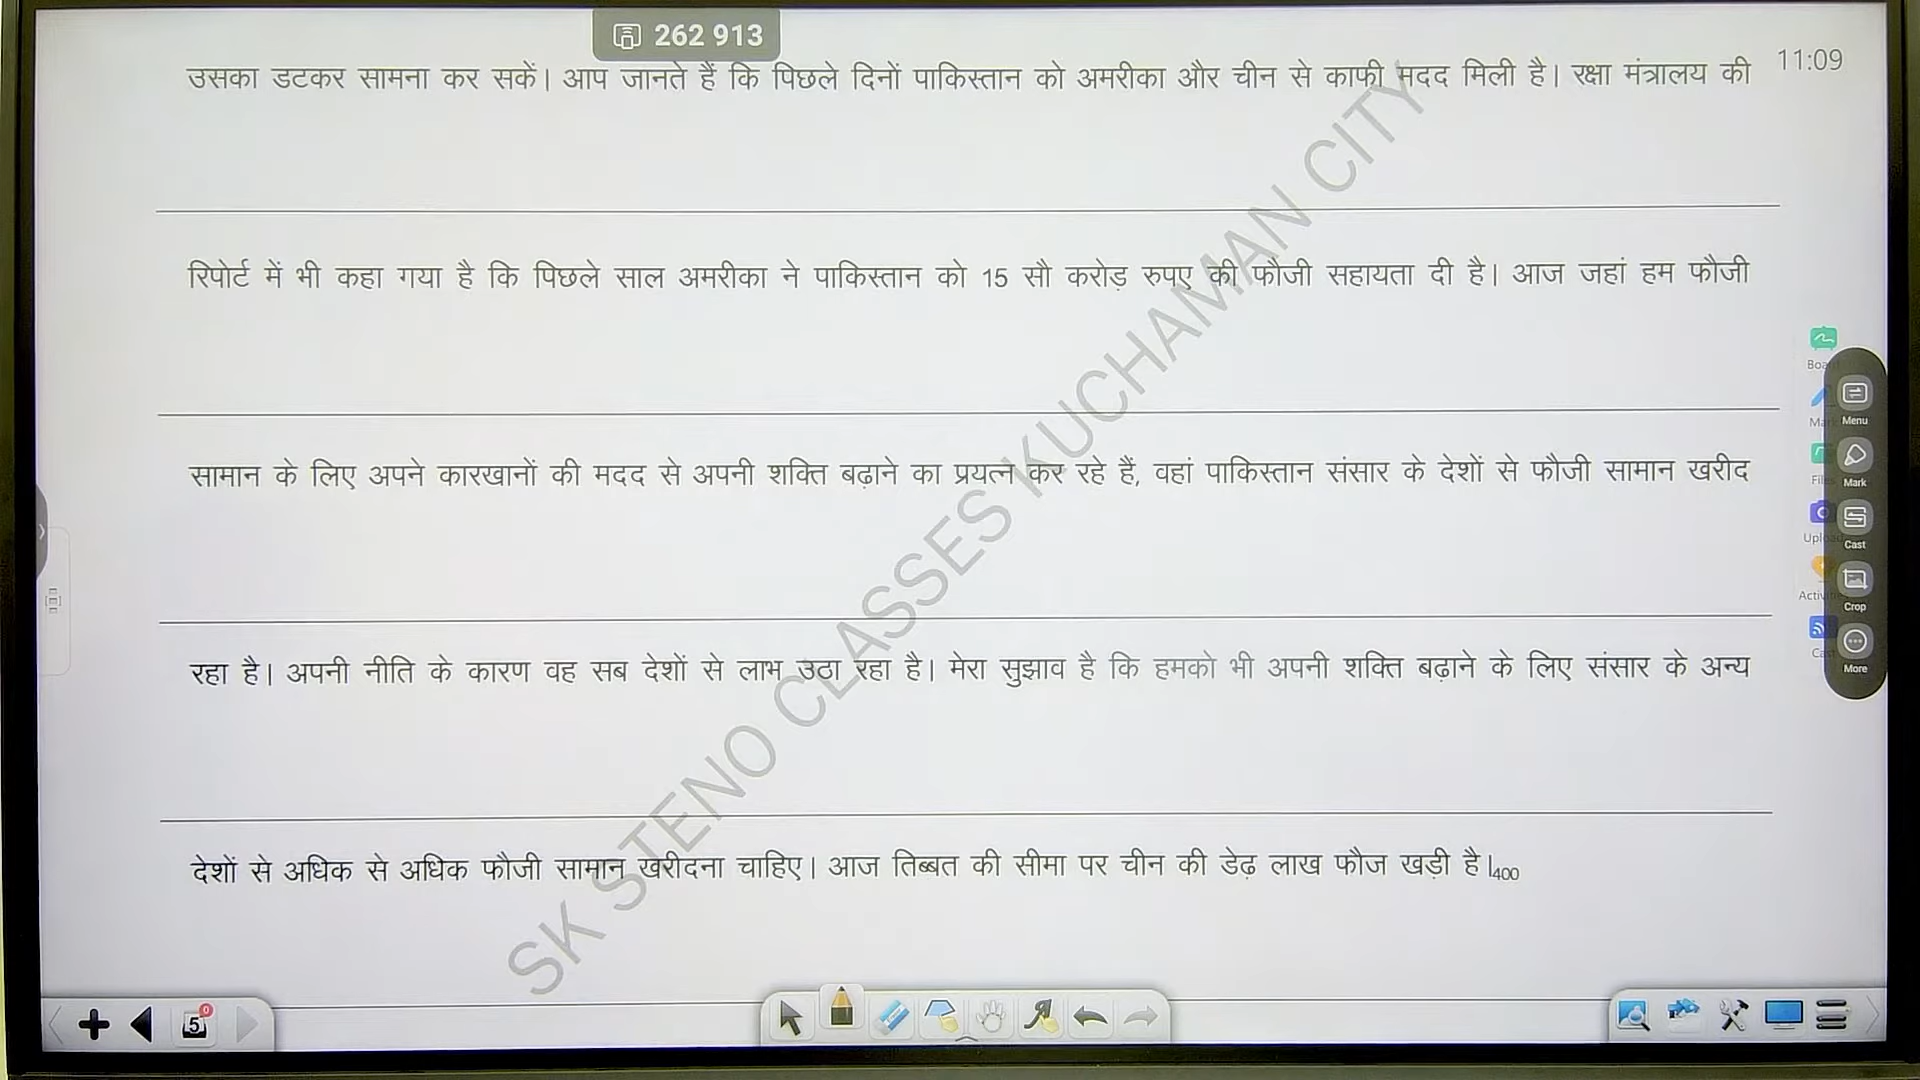 262 913
11:09
उसका डटकर सामना कर सकें। आप जानते हैं कि पिछले दिनों पाकिस्तान को अमरीका और चीन से काफी मदद मिली है। रक्षा मंत्रालय की
रिपोर्ट में भी कहा गया है कि पिछले साल अमरीका ने पाकिस्तान को 15 सौ करोड़ रुपए की फौजी सहायता दी है। आज जहां हम फौजी
सामान के लिए अपने कारखानों की मदद से अपनी शक्ति बढ़ाने का प्रयत्न कर रहे हैं, वहां पाकिस्तान संसार के देशों से फौजी सामान खरीद
रहा है। अपनी नीति के कारण वह सब देशों से लाभ उठा रहा है। मेरा सुझाव है कि हमको भी अपनी शक्ति बढ़ाने के लिए संसार के अन्य
देशों से अधिक से अधिक फौजी सामान खरीदना चाहिए। आज तिब्बत की सीमा पर चीन की डेढ़ लाख फौज खड़ी है।400
SK STENO CLASSES KUCHAMAN CITY
Menu
Mark
Cast
Crop
More
5
0